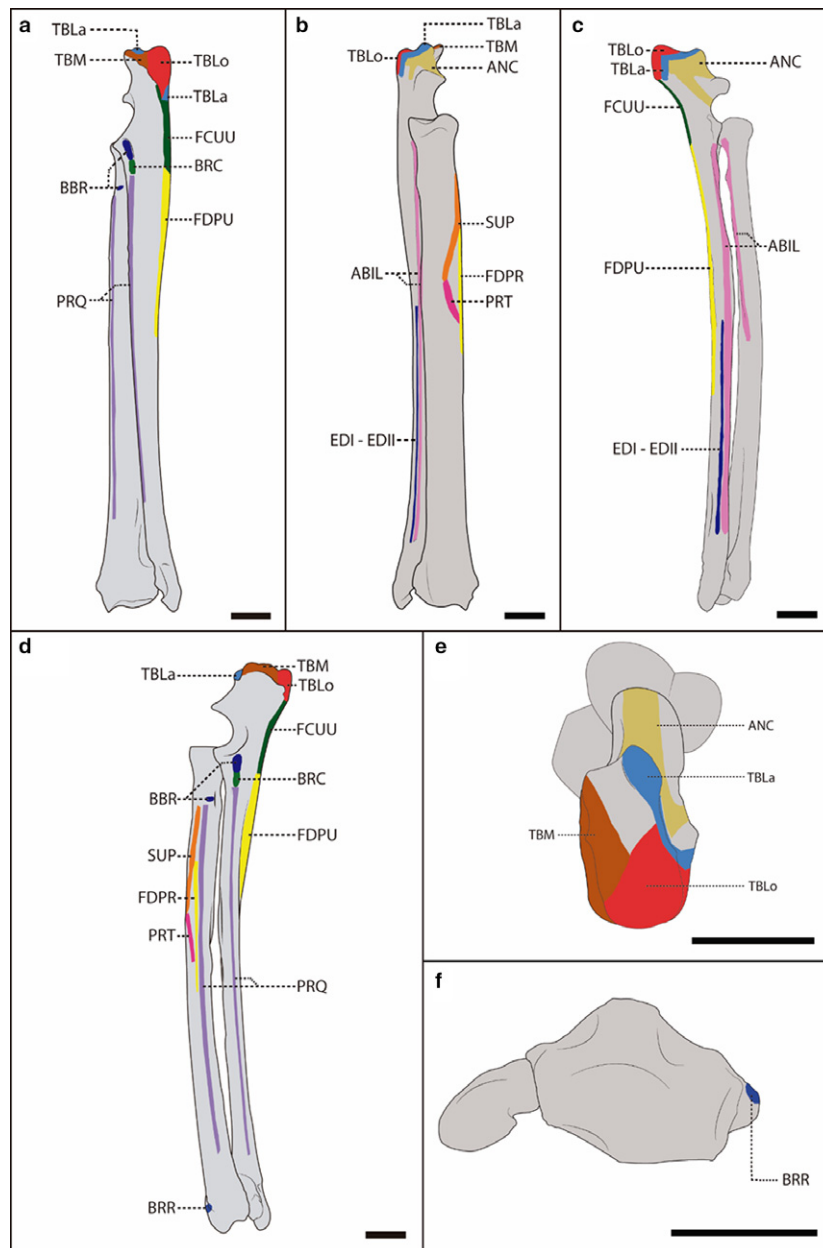 a
TBLa
TBM
TBLo
TBLa
FCUU
BRC
BBR
FDPU
PRQ
b
TBLa
TBLo
TBM
ANC
SUP
ABIL
FDPR
PRT
EDI - EDII
c
TBLo
TBLa
ANC
FCUU
ABIL
FDPU
EDI - EDII
d
TBM
TBLa
TBLo
FCUU
BRC
BBR
FDPU
SUP
FDPR
PRT
PRQ
BRR
e
ANC
TBLa
TBM
TBLo
f
BRR